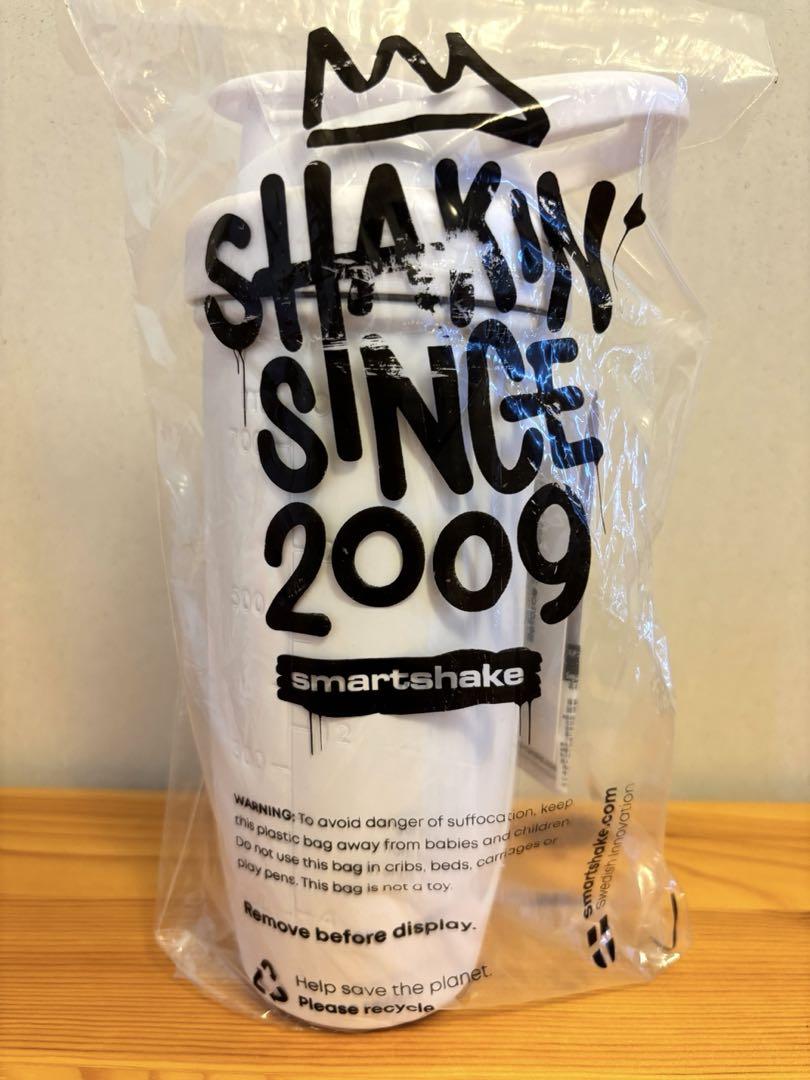 SHAKIN'
SINCE
2009
smartshake
WARNING: To avoid danger of suffocation, keep
this plastic bag away from babies and children.
Do not use this bag in cribs, beds, carriages or
play pens. This bag is not a toy.
Remove before display.
Help save the planet.
Please recycle
smartshake.com
Swedish innovation
500
300